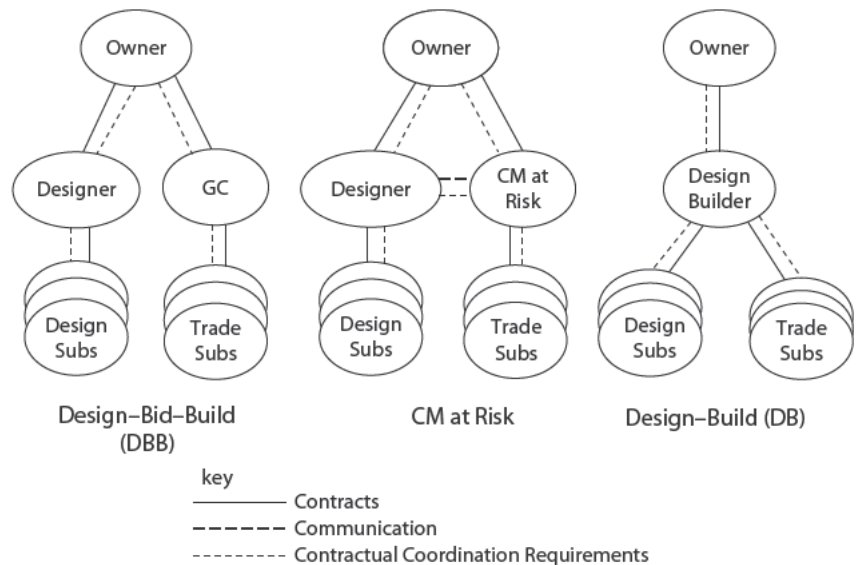 Owner
Designer
GC
Design
Subs
Trade
Subs
Design–Bid–Build
(DBB)
Owner
Designer
CM at
Risk
Design
Subs
Trade
Subs
CM at Risk
Owner
Design
Builder
Design
Subs
Trade
Subs
Design–Build (DB)
key
Contracts
Communication
Contractual Coordination Requirements